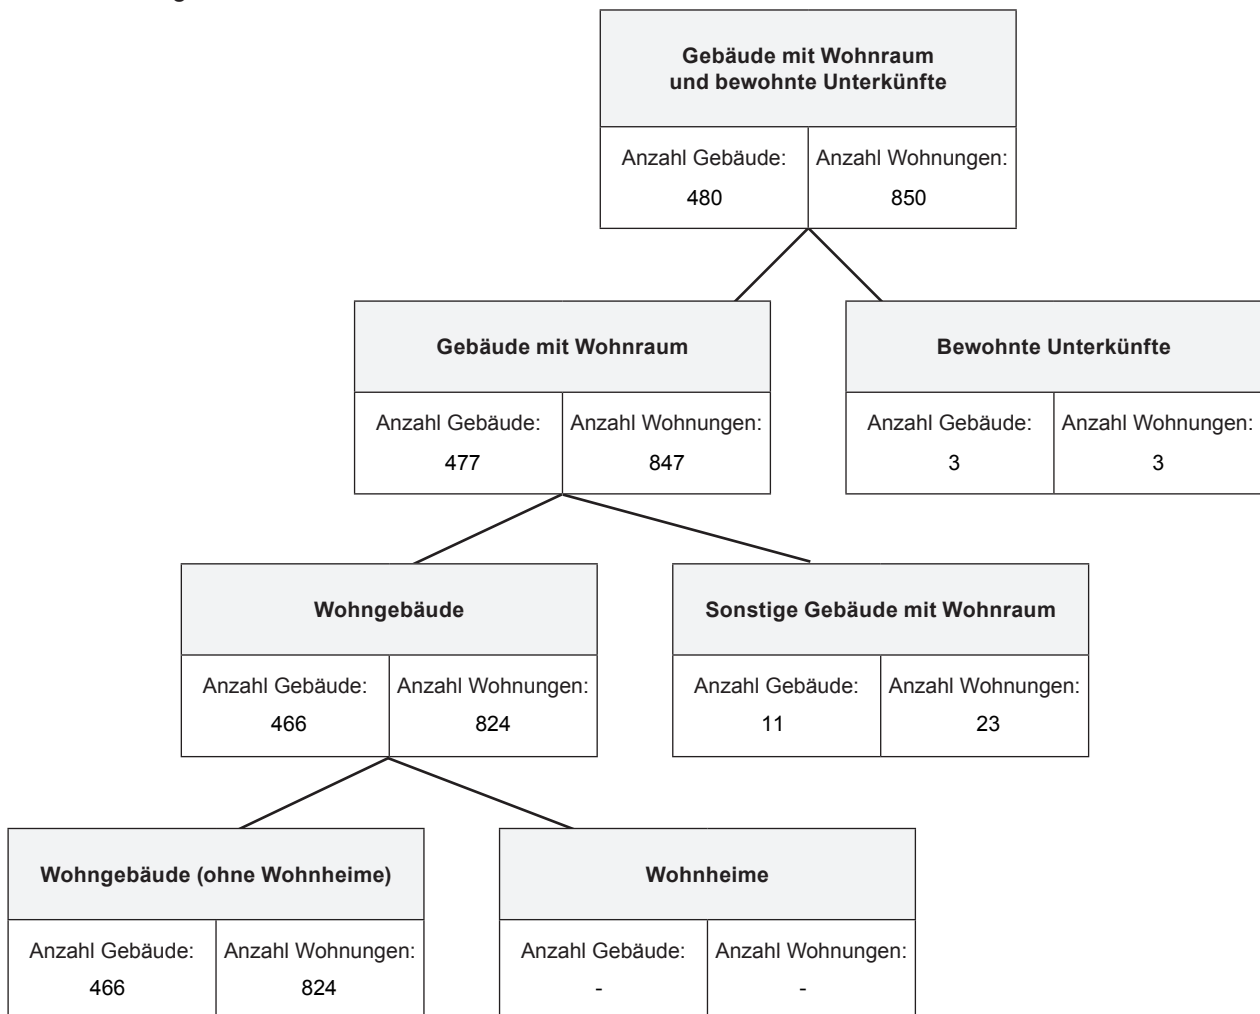 Gebäude mit Wohnraum
und bewohnte Unterkünfte
Anzahl Gebäude: Anzahl Wohnungen:
480 850
Gebäude mit Wohnraum
Anzahl Gebäude: Anzahl Wohnungen:
477 847
Bewohnte Unterkünfte
Anzahl Gebäude: Anzahl Wohnungen:
3 3
Wohngebäude
Anzahl Gebäude: Anzahl Wohnungen:
466 824
Sonstige Gebäude mit Wohnraum
Anzahl Gebäude: Anzahl Wohnungen:
11 23
Wohngebäude (ohne Wohnheime)
Anzahl Gebäude: Anzahl Wohnungen:
466 824
Wohnheime
Anzahl Gebäude: Anzahl Wohnungen:
- -